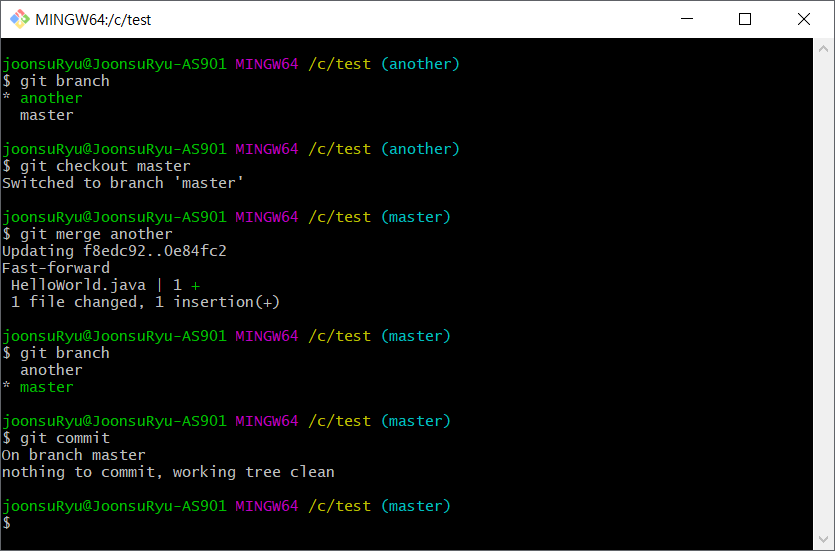 MINGW64:/c/test
joonsuRyu@JoonsuRyu-AS901 MINGW64 /c/test (another)
$ git branch
* another
  master
joonsuRyu@JoonsuRyu-AS901 MINGW64 /c/test (another)
$ git checkout master
Switched to branch 'master'
joonsuRyu@JoonsuRyu-AS901 MINGW64 /c/test (master)
$ git merge another
Updating f8edc92..0e84fc2
Fast-forward
 HelloWorld.java | 1 +
 1 file changed, 1 insertion(+)
joonsuRyu@JoonsuRyu-AS901 MINGW64 /c/test (master)
$ git branch
  another
* master
joonsuRyu@JoonsuRyu-AS901 MINGW64 /c/test (master)
$ git commit
On branch master
nothing to commit, working tree clean
joonsuRyu@JoonsuRyu-AS901 MINGW64 /c/test (master)
$